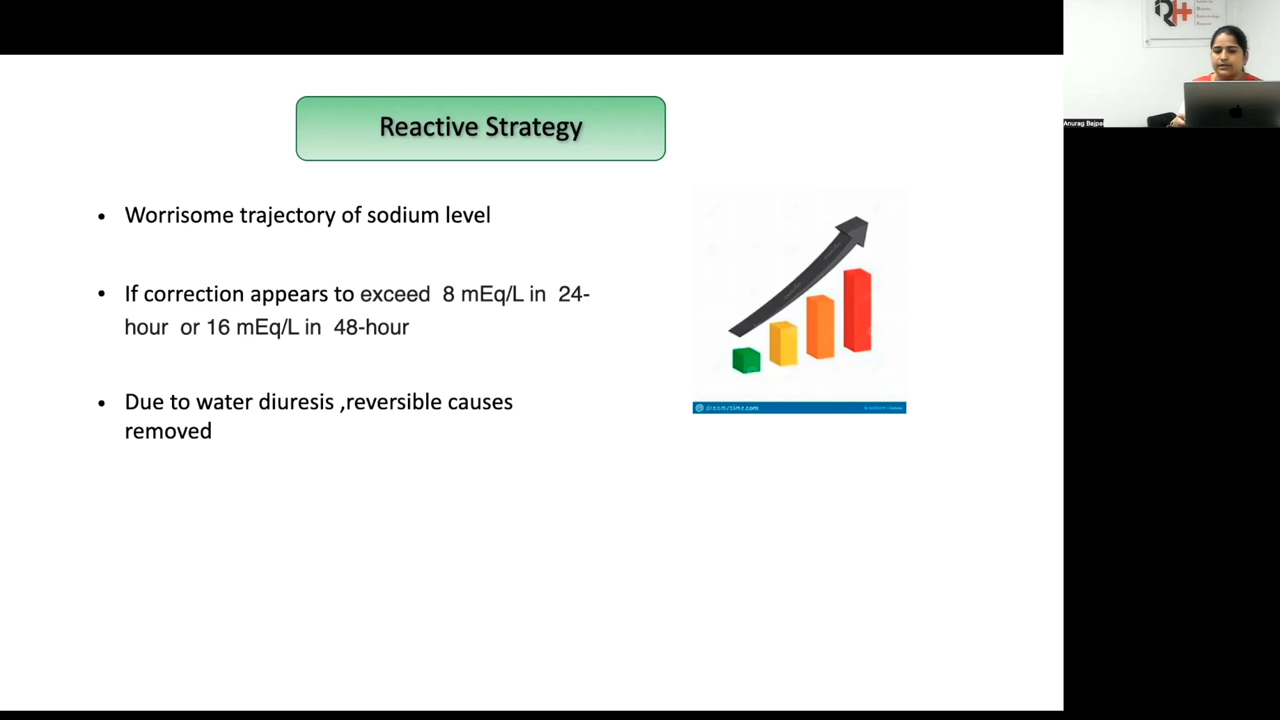 Reactive Strategy
• Worrisome trajectory of sodium level
• If correction appears to exceed 8 mEq/L in 24-
hour or 16 mEq/L in 48-hour
• Due to water diuresis ,reversible causes
removed
dreamstime.com
RH
Anurag Bajpai